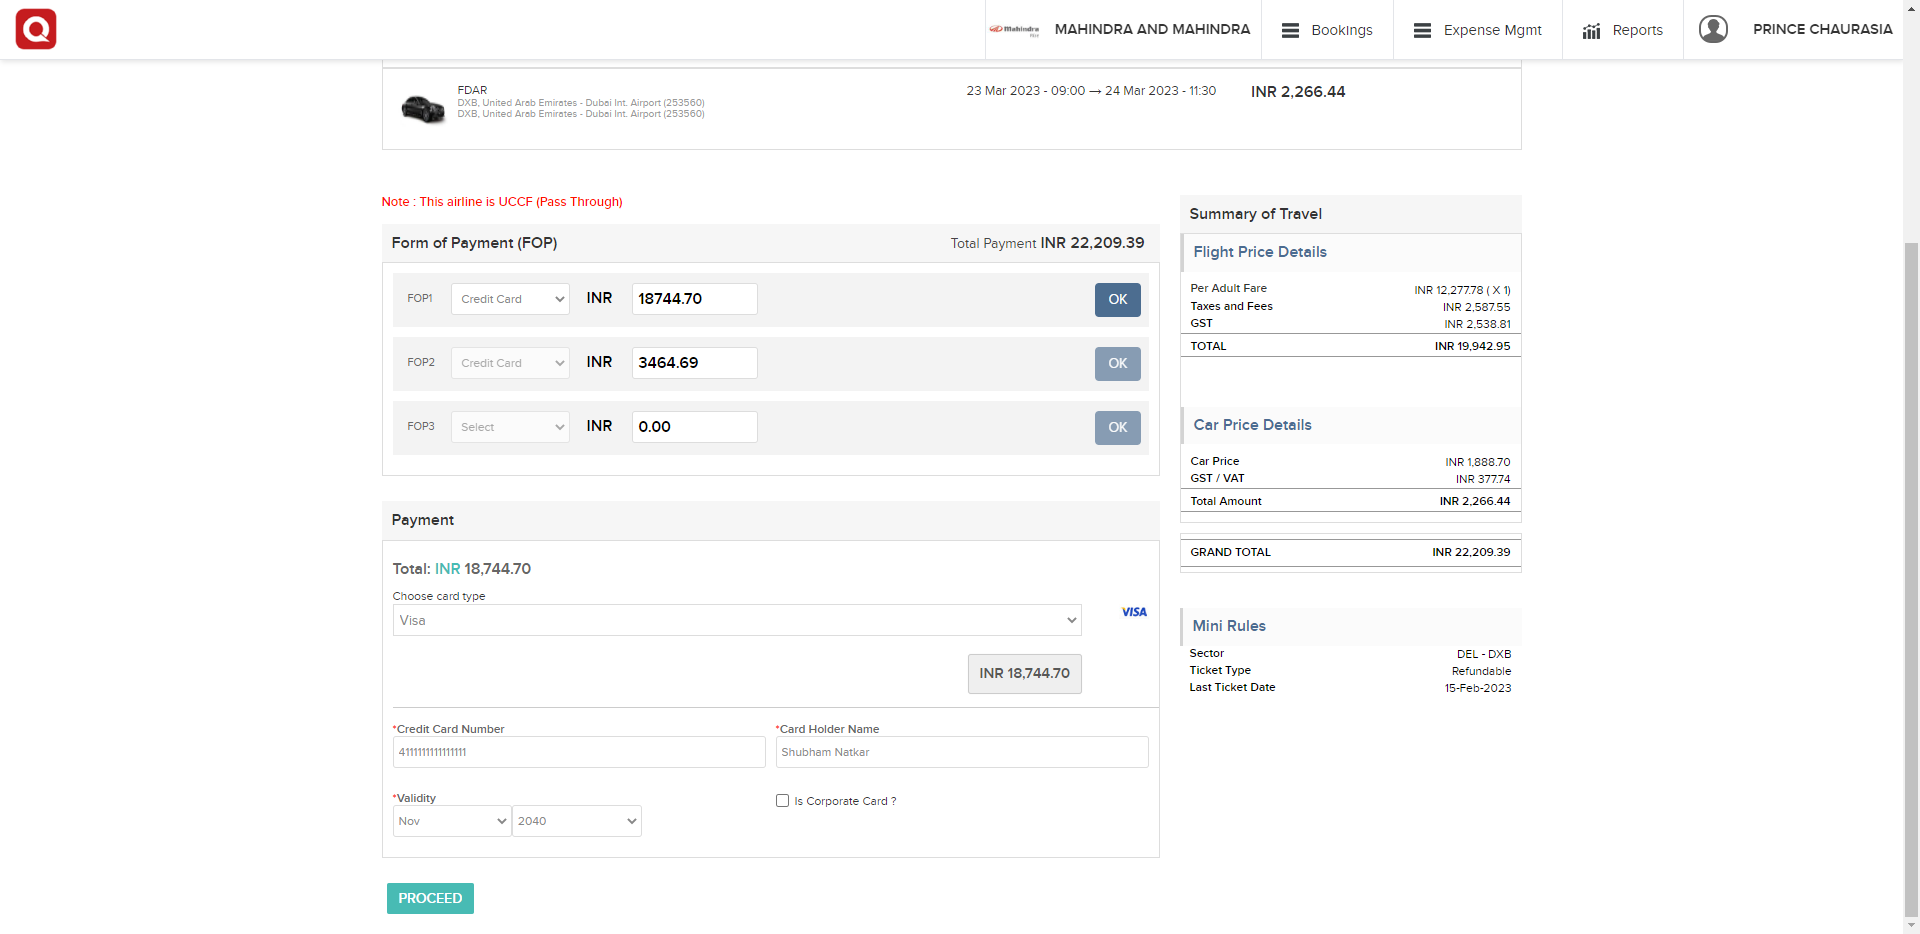 Q
Mahindra
MAHINDRA AND MAHINDRA
Bookings
Expense Mgmt
Reports
PRINCE CHAURASIA
FDAR
DXB, United Arab Emirates - Dubai Int. Airport (253560)
DXB, United Arab Emirates - Dubai Int. Airport (253560)
23 Mar 2023 - 09:00 → 24 Mar 2023 - 11:30
INR 2,266.44
Note : This airline is UCCF (Pass Through)
Form of Payment (FOP)
Total Payment INR 22,209.39
FOP1 Credit Card INR 18744.70 OK
FOP2 Credit Card INR 3464.69 OK
FOP3 Select INR 0.00 OK
Payment
Total: INR 18,744.70
Choose card type
Visa
VISA
INR 18,744.70
*Credit Card Number
4111111111111111
*Card Holder Name
Shubham Natkar
*Validity
Nov 2040
Is Corporate Card ?
PROCEED
Summary of Travel
Flight Price Details
Per Adult Fare INR 12,277.78 ( X 1)
Taxes and Fees INR 2,587.55
GST INR 2,538.81
TOTAL INR 19,942.95
Car Price Details
Car Price INR 1,888.70
GST / VAT INR 377.74
Total Amount INR 2,266.44
GRAND TOTAL INR 22,209.39
Mini Rules
Sector DEL - DXB
Ticket Type Refundable
Last Ticket Date 15-Feb-2023